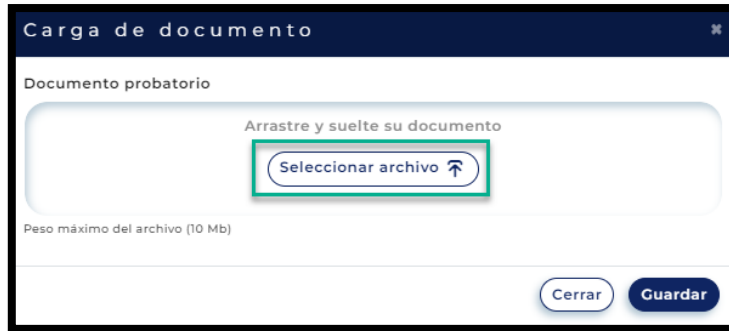 Carga de documento
Documento probatorio
Arrastre y suelte su documento
Seleccionar archivo
Peso máximo del archivo (10 Mb)
Cerrar Guardar